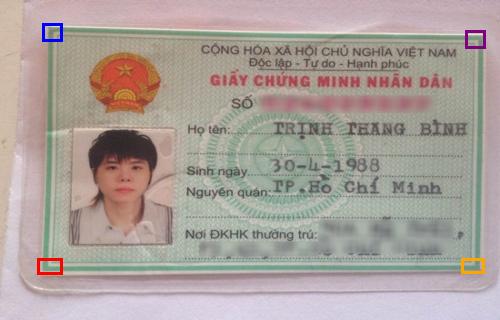 CỘNG HÒA XÃ HỘI CHỦ NGHĨA VIỆT NAM
Độc lập - Tự do - Hạnh phúc
GIẤY CHỨNG MINH NHÂN DÂN
SỐ
Họ tên: TRỊNH THANG BÌNH
Sinh ngày 30-4-1988
Nguyên quán: TP.Hồ Chí Minh
Nơi ĐKHK thường trú: